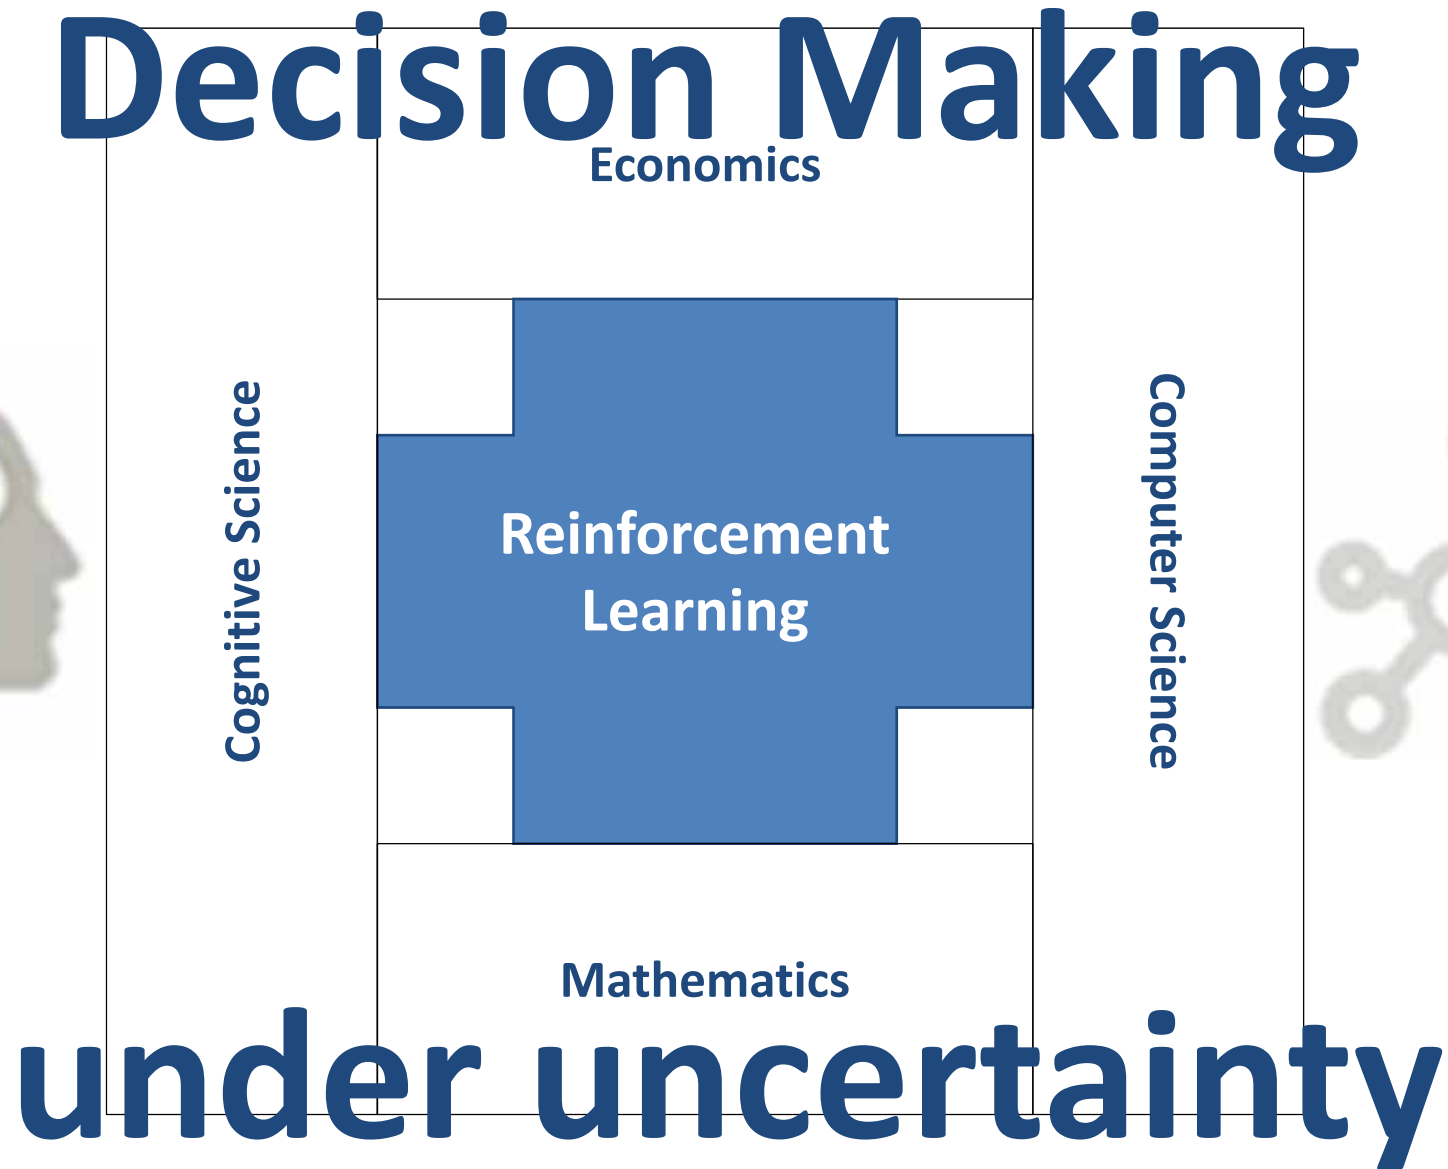 Decision Making
Economics
Cognitive Science
Reinforcement
Learning
Computer Science
Mathematics
under uncertainty